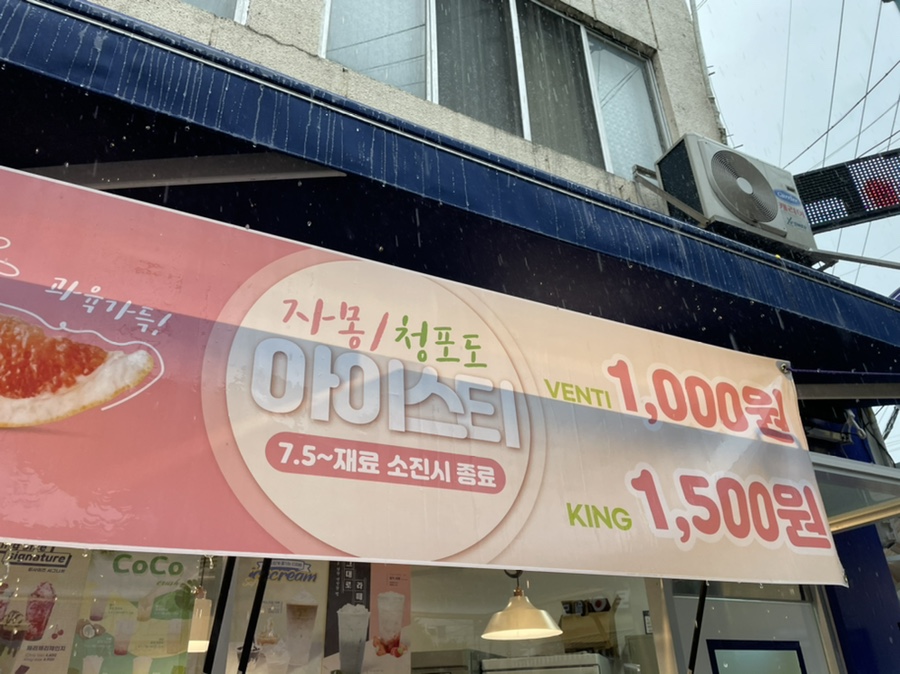 과육가득!
자몽/청포도
아이스티
7.5~재료 소진시 종료
VENTI 1,000원
KING 1,500원
Signature
CoCo